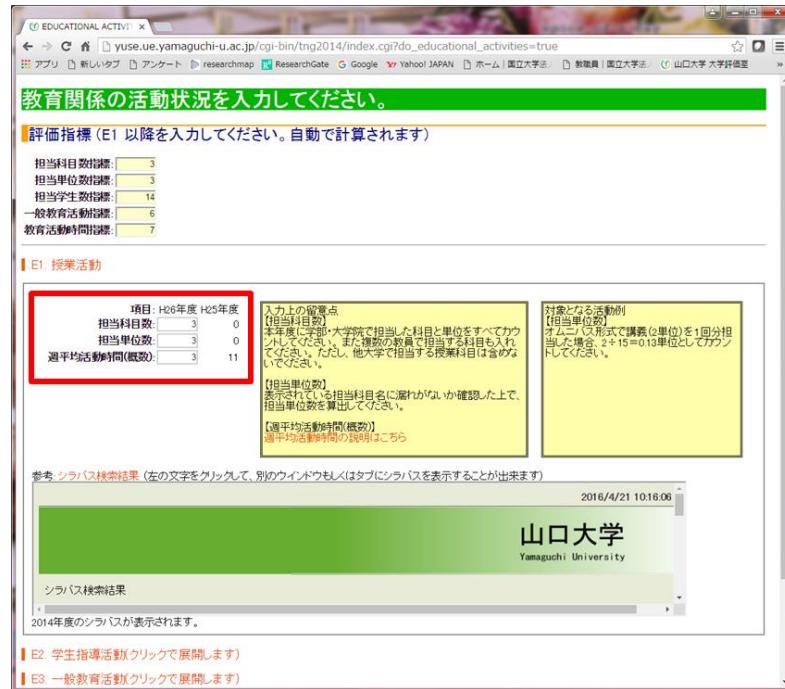 EDUCATIONAL ACTIVI
yuse.ue.yamaguchi-u.ac.jp/cgi-bin/tng2014/index.cgi?do_educational_activities=true
アプリ 新しいタブ アンケート researchmap ResearchGate Google Yahoo! JAPAN ホーム | 国立大学法 教職員 | 国立大学法 山口大学 大学評価室 »
教育関係の活動状況を入力してください。
評価指標（E1 以降を入力してください。自動で計算されます）
担当科目数指標: 3
担当単位数指標: 3
担当学生数指標: 14
一般教育活動指標: 6
教育活動時間指標: 7
E1. 授業活動
項目: H26年度 H25年度
担当科目数: 3 0
担当単位数: 3 0
週平均活動時間(概数): 3 11
入力上の留意点
【担当科目数】
本年度に学部・大学院で担当した科目と単位をすべてカウ
ントしてください。また複数の教員で担当する科目も入れ
てください。ただし、他大学で担当する授業科目は含めな
いでください。
【担当単位数】
表示されている担当科目名に漏れがないか確認した上で、
担当単位数を算出してください。
【週平均活動時間(概数)】
週平均活動時間の説明はこちら
対象となる活動例
【担当単位数】
オムニバス形式で講義(2単位)を1回分担
当した場合、2÷15=0.13単位としてカウン
トしてください。
参考: シラバス検索結果 (左の文字をクリックして、別のウインドウもしくはタブにシラバスを表示することが出来ます)
2016/4/21 10:16:06
山口大学
Yamaguchi University
シラバス検索結果
2014年度のシラバスが表示されます。
E2. 学生指導活動(クリックで展開します)
E3. 一般教育活動(クリックで展開します)